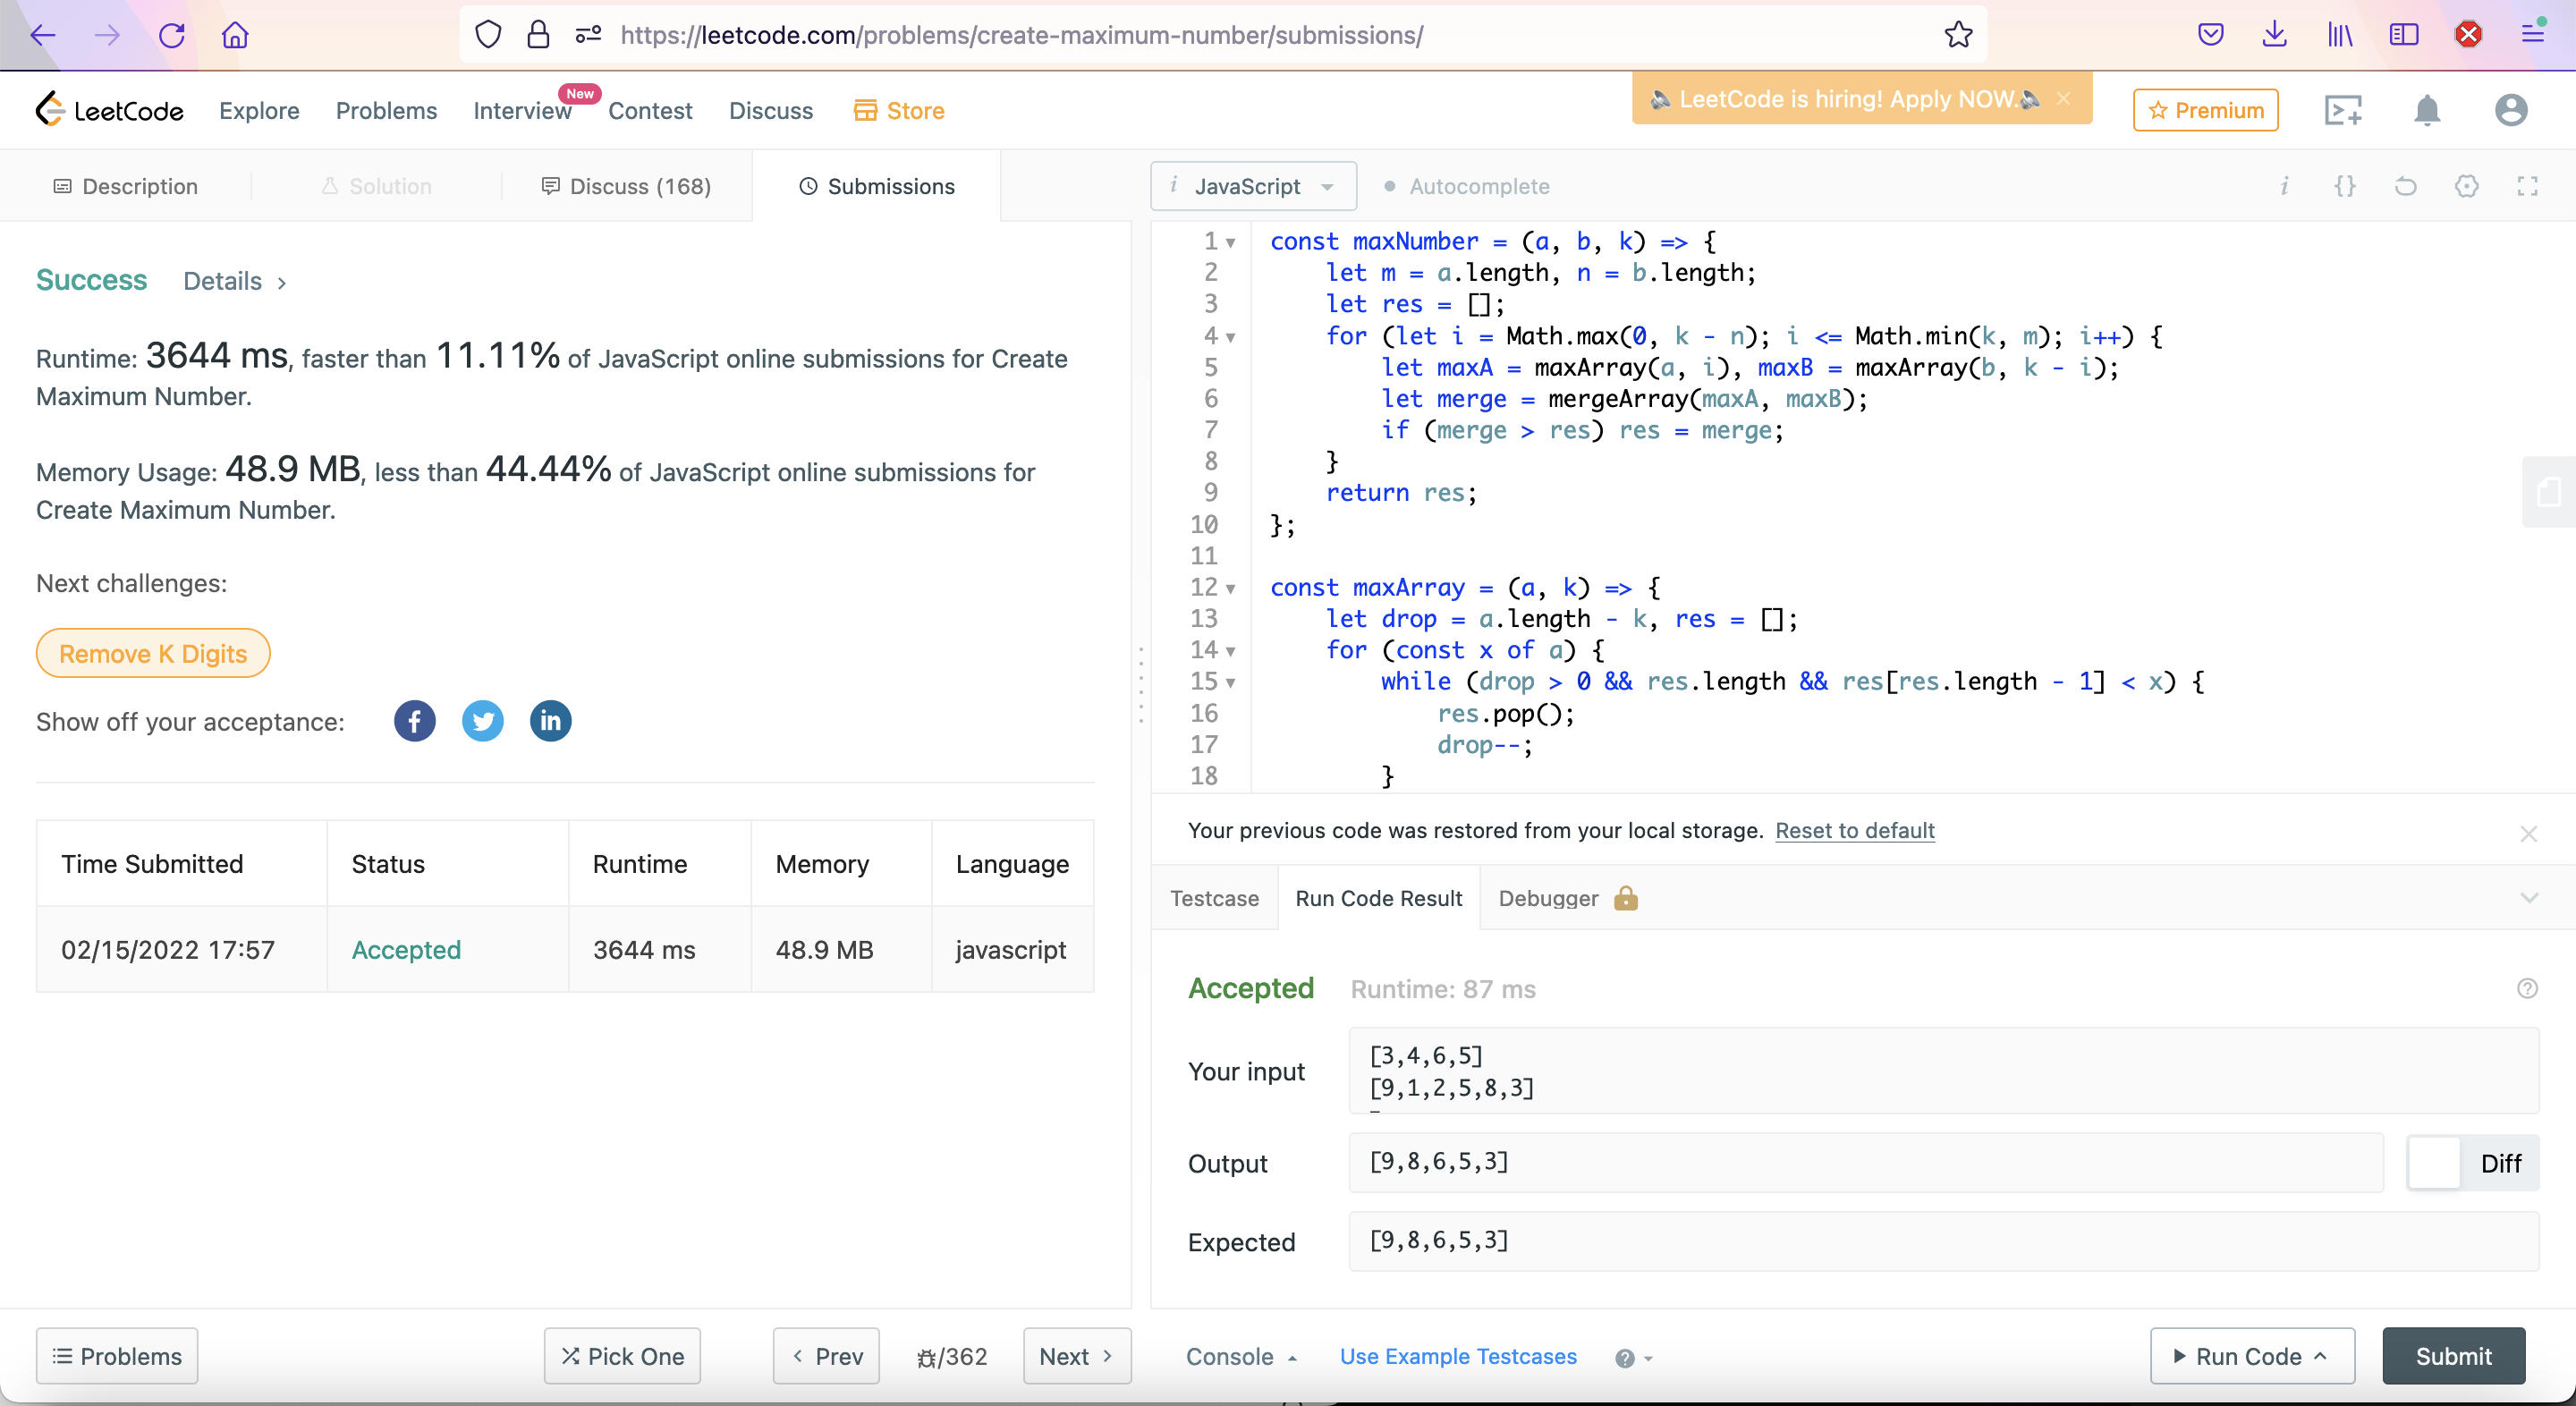 https://leetcode.com/problems/create-maximum-number/submissions/
LeetCode Explore Problems Interview New Contest Discuss Store LeetCode is hiring! Apply NOW. Premium
Description Solution Discuss (168) Submissions
Success Details
Runtime: 3644 ms, faster than 11.11% of JavaScript online submissions for Create
Maximum Number.
Memory Usage: 48.9 MB, less than 44.44% of JavaScript online submissions for
Create Maximum Number.
Next challenges:
Remove K Digits
Show off your acceptance:
Time Submitted Status Runtime Memory Language
02/15/2022 17:57 Accepted 3644 ms 48.9 MB javascript
Problems Pick One Prev /362 Next
i JavaScript Autocomplete
1 const maxNumber = (a, b, k) => {
2 let m = a.length, n = b.length;
3 let res = [];
4 for (let i = Math.max(0, k - n); i <= Math.min(k, m); i++) {
5 let maxA = maxArray(a, i), maxB = maxArray(b, k - i);
6 let merge = mergeArray(maxA, maxB);
7 if (merge > res) res = merge;
8 }
9 return res;
10 };
11
12 const maxArray = (a, k) => {
13 let drop = a.length - k, res = [];
14 for (const x of a) {
15 while (drop > 0 && res.length && res[res.length - 1] < x) {
16 res.pop();
17 drop--;
18 }
Your previous code was restored from your local storage. Reset to default
Testcase Run Code Result Debugger
Accepted Runtime: 87 ms
Your input
[3,4,6,5]
[9,1,2,5,8,3]
Output [9,8,6,5,3] Diff
Expected [9,8,6,5,3]
Console Use Example Testcases Run Code Submit